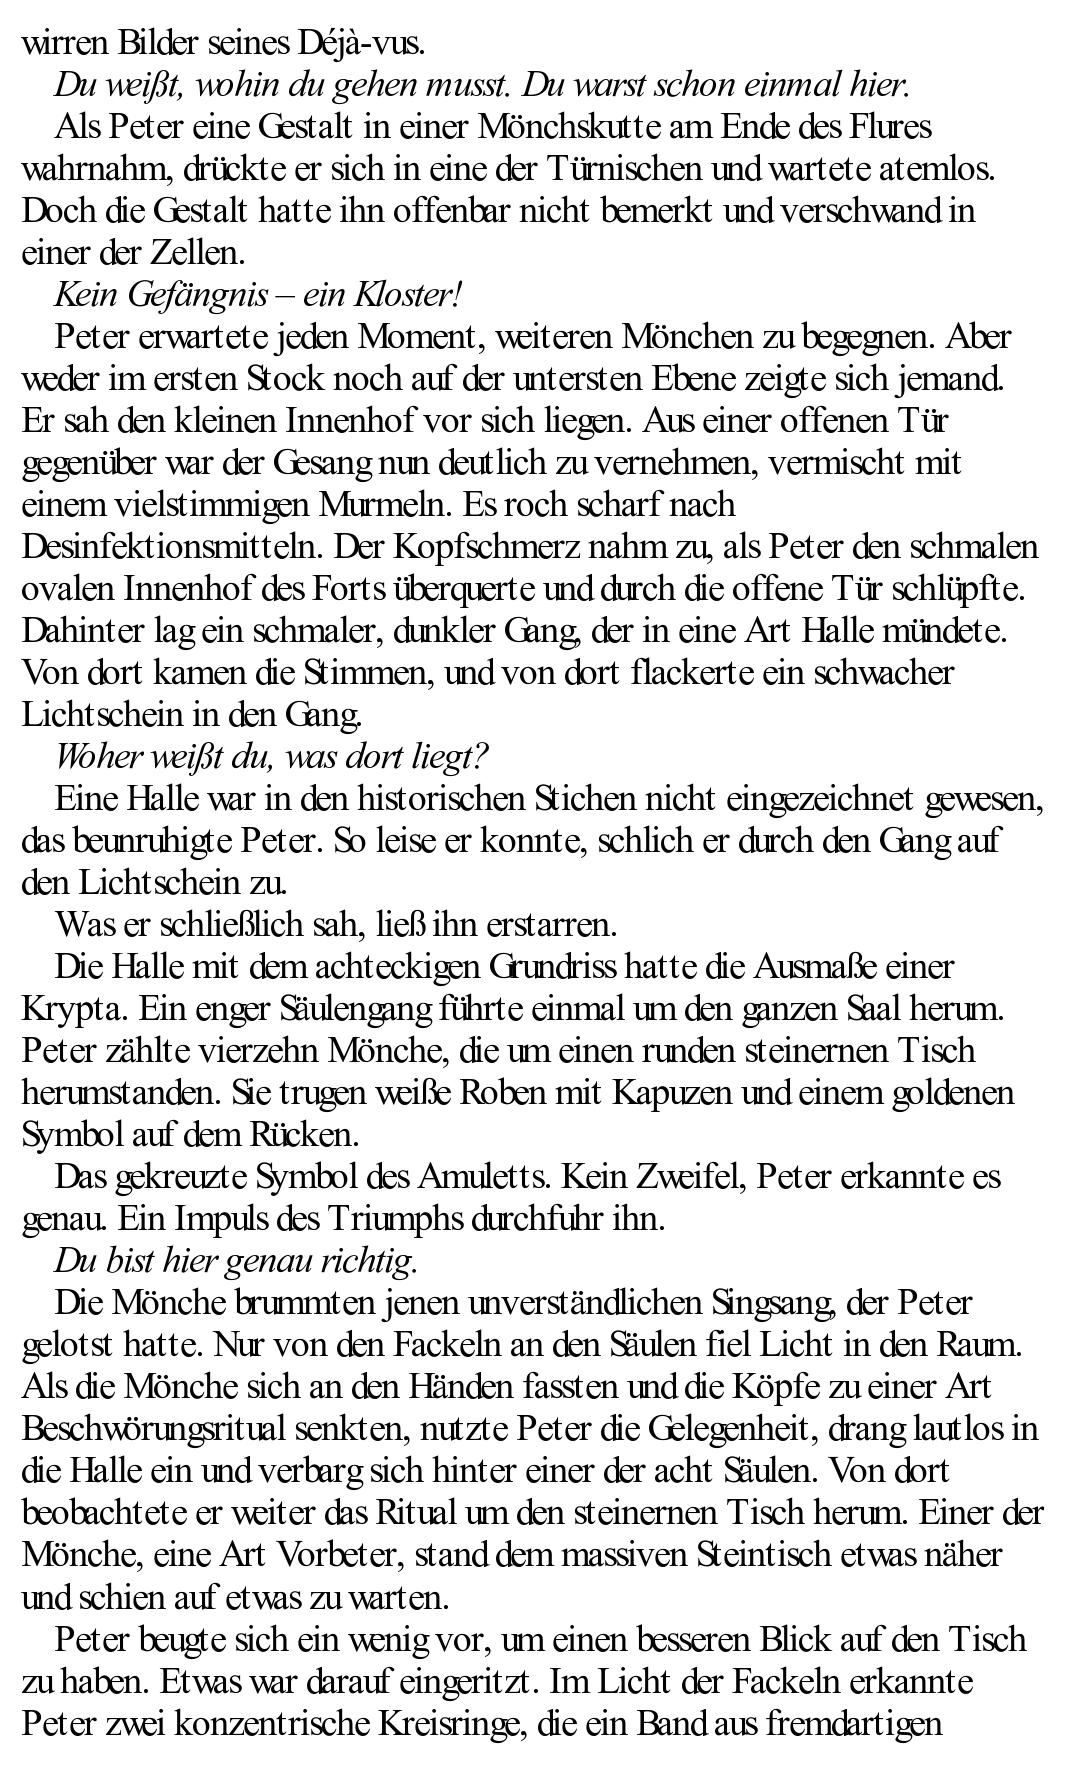 wirren Bilder seines Déjà-vus.
Du weißt, wohin du gehen musst. Du warst schon einmal hier.
Als Peter eine Gestalt in einer Mönchskutte am Ende des Flures
wahrnahm, drückte er sich in eine der Türnischen und wartete atemlos.
Doch die Gestalt hatte ihn offenbar nicht bemerkt und verschwand in
einer der Zellen.
Kein Gefängnis – ein Kloster!
Peter erwartete jeden Moment, weiteren Mönchen zu begegnen. Aber
weder im ersten Stock noch auf der untersten Ebene zeigte sich jemand.
Er sah den kleinen Innenhof vor sich liegen. Aus einer offenen Tür
gegenüber war der Gesang nun deutlich zu vernehmen, vermischt mit
einem vielstimmigen Murmeln. Es roch scharf nach
Desinfektionsmitteln. Der Kopfschmerz nahm zu, als Peter den schmalen
ovalen Innenhof des Forts überquerte und durch die offene Tür schlüpfte.
Dahinter lag ein schmaler, dunkler Gang, der in eine Art Halle mündete.
Von dort kamen die Stimmen, und von dort flackerte ein schwacher
Lichtschein in den Gang.
Woher weißt du, was dort liegt?
Eine Halle war in den historischen Stichen nicht eingezeichnet gewesen,
das beunruhigte Peter. So leise er konnte, schlich er durch den Gang auf
den Lichtschein zu.
Was er schließlich sah, ließ ihn erstarren.
Die Halle mit dem achteckigen Grundriss hatte die Ausmaße einer
Krypta. Ein enger Säulengang führte einmal um den ganzen Saal herum.
Peter zählte vierzehn Mönche, die um einen runden steinernen Tisch
herumstanden. Sie trugen weiße Roben mit Kapuzen und einem goldenen
Symbol auf dem Rücken.
Das gekreuzte Symbol des Amuletts. Kein Zweifel, Peter erkannte es
genau. Ein Impuls des Triumphs durchfuhr ihn.
Du bist hier genau richtig.
Die Mönche brummten jenen unverständlichen Singsang, der Peter
gelotst hatte. Nur von den Fackeln an den Säulen fiel Licht in den Raum.
Als die Mönche sich an den Händen fassten und die Köpfe zu einer Art
Beschwörungsritual senkten, nutzte Peter die Gelegenheit, drang lautlos in
die Halle ein und verbarg sich hinter einer der acht Säulen. Von dort
beobachtete er weiter das Ritual um den steinernen Tisch herum. Einer der
Mönche, eine Art Vorbeter, stand dem massiven Steintisch etwas näher
und schien auf etwas zu warten.
Peter beugte sich ein wenig vor, um einen besseren Blick auf den Tisch
zu haben. Etwas war darauf eingeritzt. Im Licht der Fackeln erkannte
Peter zwei konzentrische Kreisringe, die ein Band aus fremdartigen